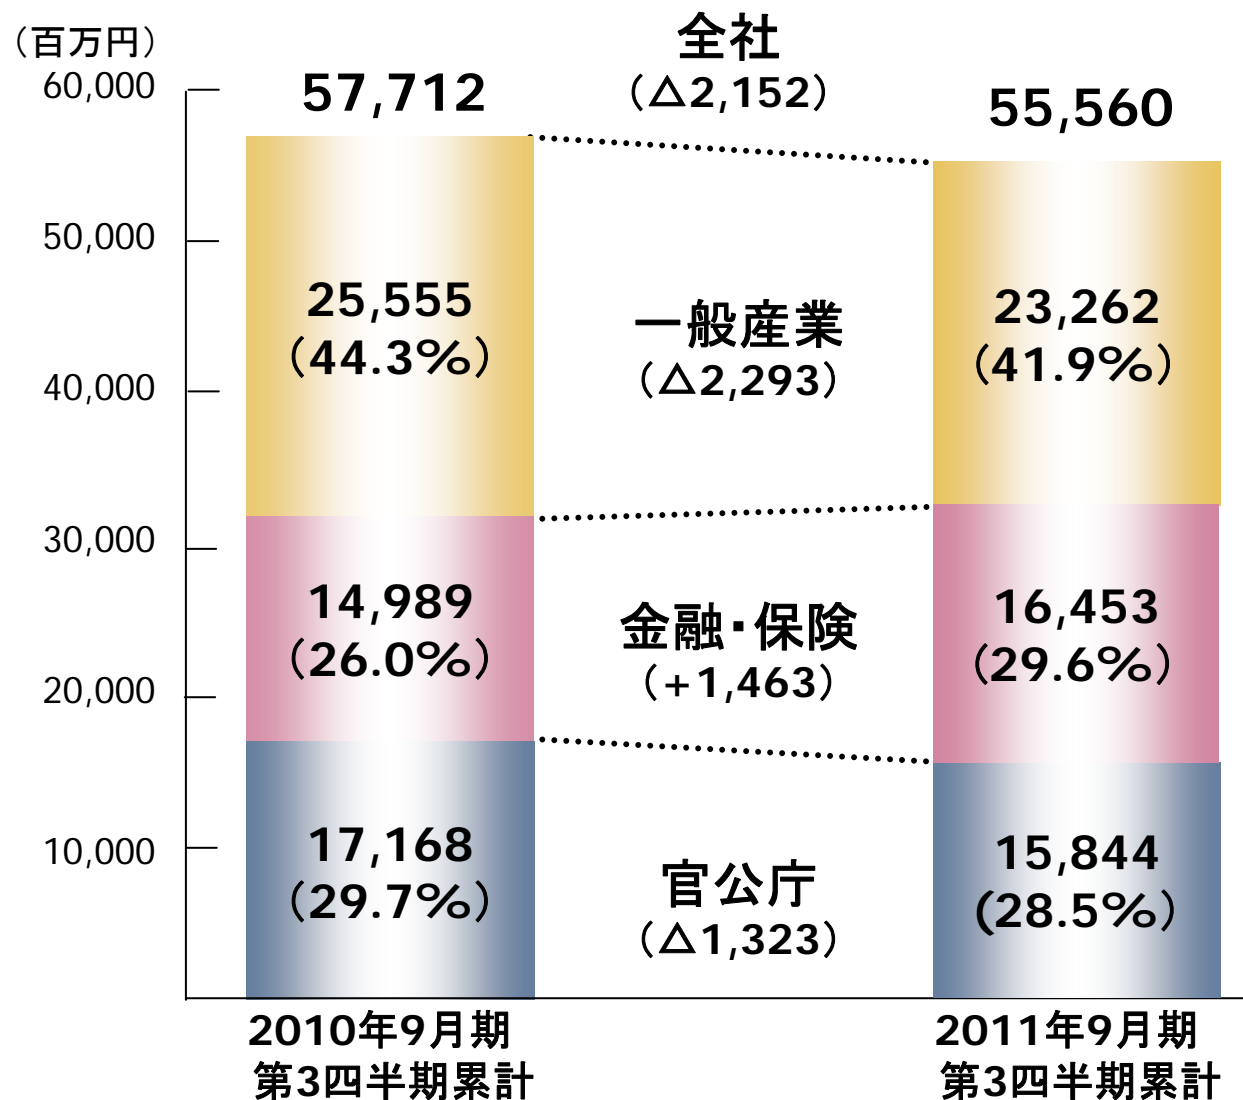 （百万円）
60,000
50,000
40,000
30,000
20,000
10,000
57,712
25,555
（44.3%）
14,989
（26.0%）
17,168
（29.7%）
全社
（△2,152）
一般産業
（△2,293）
金融・保険
（+1,463）
官公庁
（△1,323）
55,560
23,262
（41.9%）
16,453
（29.6%）
15,844
(28.5%）
2010年9月期
第3四半期累計
2011年9月期
第3四半期累計